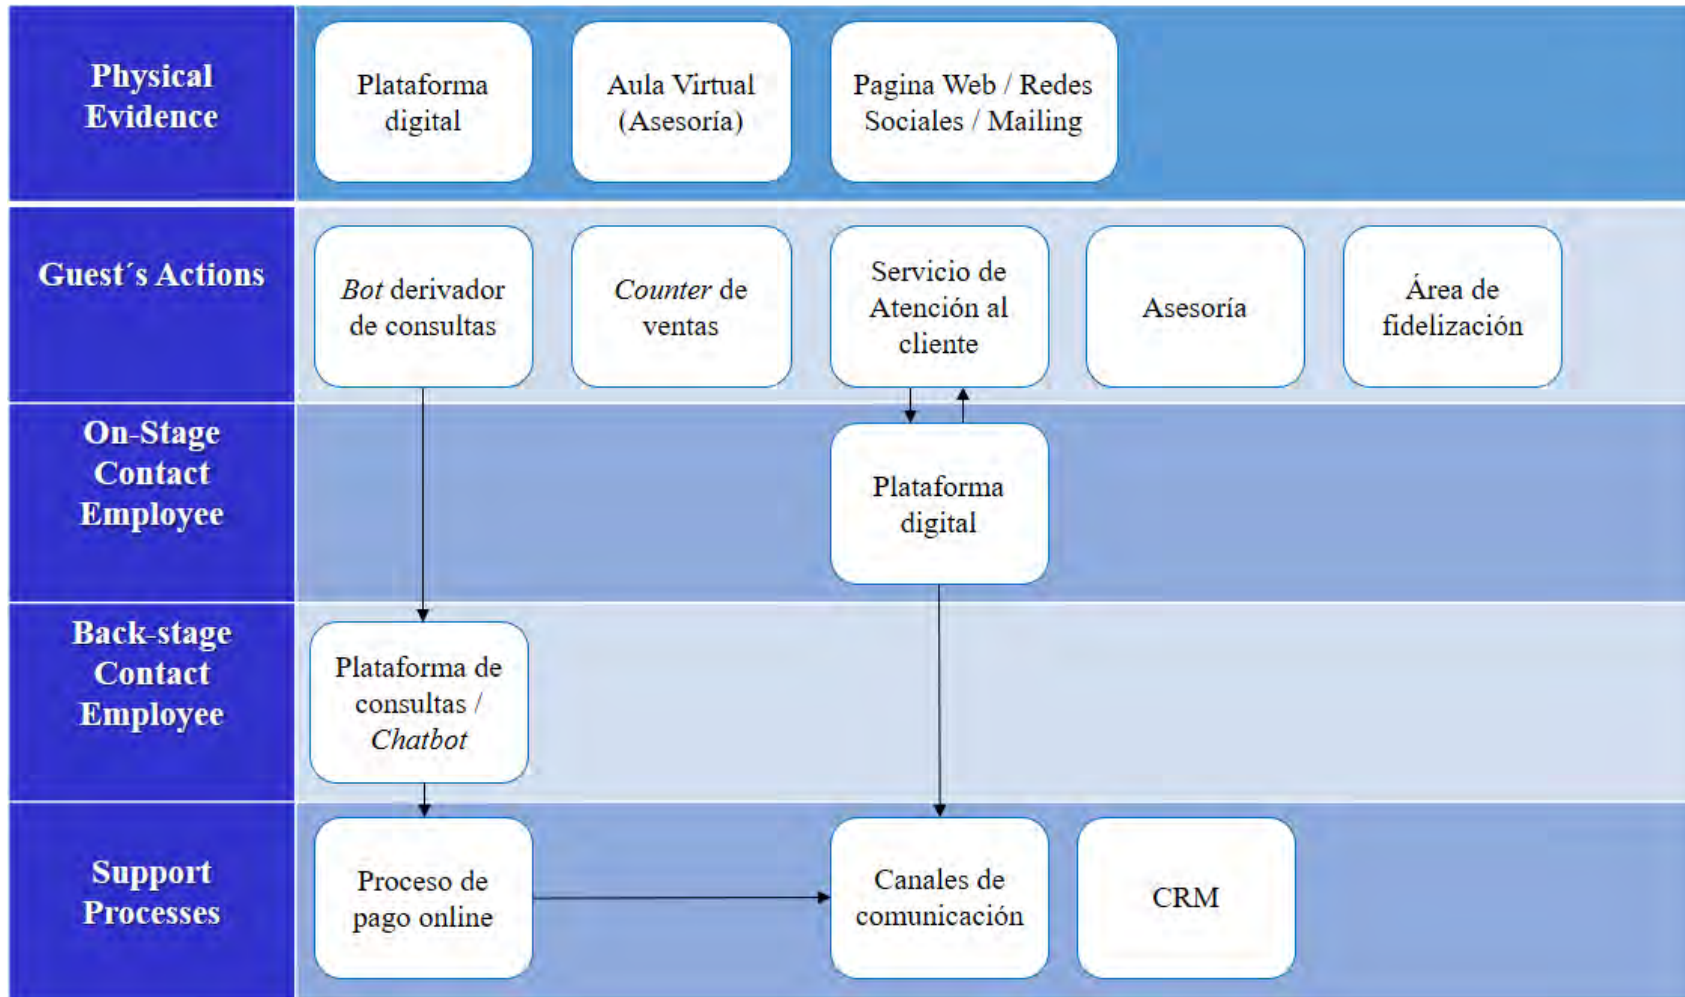 Physical
Evidence
Plataforma
digital
Aula Virtual
(Asesoría)
Pagina Web / Redes
Sociales / Mailing
Guest´s Actions
Bot derivador
de consultas
Counter de
ventas
Servicio de
Atención al
cliente
Asesoría
Área de
fidelización
On-Stage
Contact
Employee
Plataforma
digital
Back-stage
Contact
Employee
Plataforma de
consultas /
Chatbot
Support
Processes
Proceso de
pago online
Canales de
comunicación
CRM